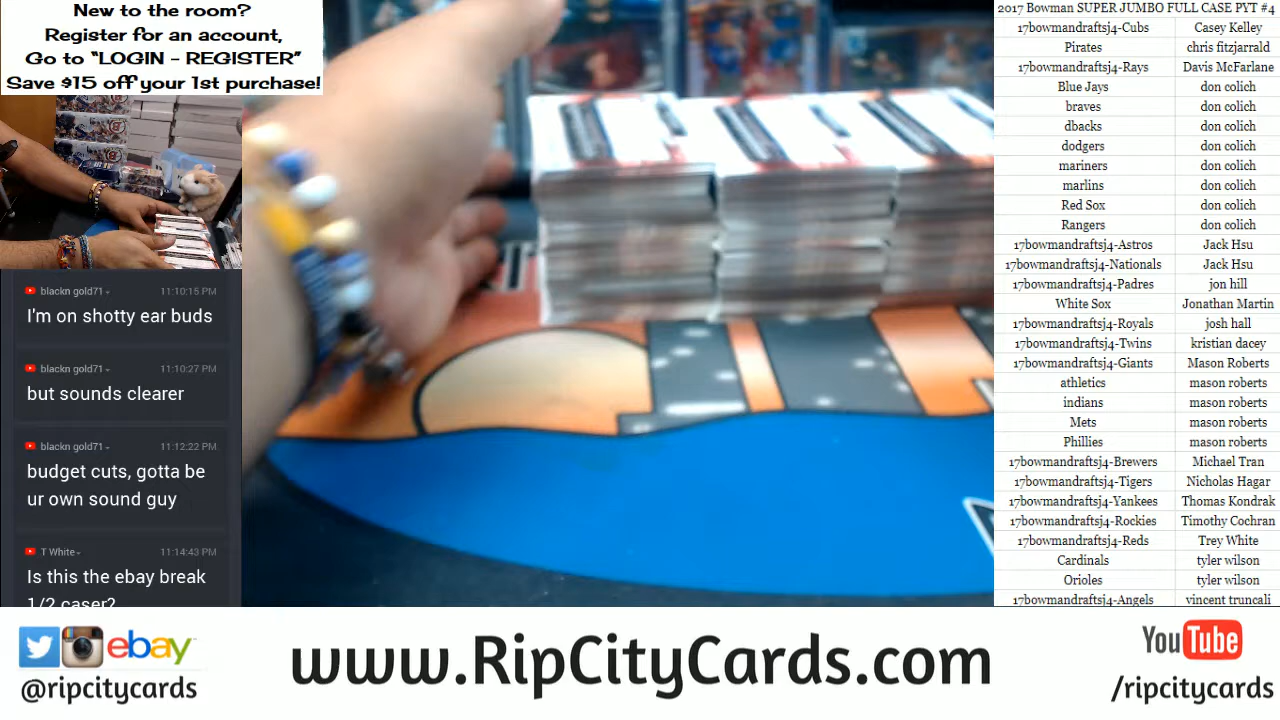 New to the room?
Register for an account,
Go to “LOGIN - REGISTER”
Save $15 off your 1st purchase!
blackn gold71 11:10:15 PM
I'm on shotty ear buds
blackn gold71 11:10:27 PM
but sounds clearer
blackn gold71 11:12:22 PM
budget cuts, gotta be
ur own sound guy
T White 11:14:43 PM
Is this the ebay break
1/2 caser?
2017 Bowman SUPER JUMBO FULL CASE PYT #4
17bowmandraftsj4-Cubs Casey Kelley
Pirates chris fitzjarrald
17bowmandraftsj4-Rays Davis McFarlane
Blue Jays don colich
braves don colich
dbacks don colich
dodgers don colich
mariners don colich
marlins don colich
Red Sox don colich
Rangers don colich
17bowmandraftsj4-Astros Jack Hsu
17bowmandraftsj4-Nationals Jack Hsu
17bowmandraftsj4-Padres jon hill
White Sox Jonathan Martin
17bowmandraftsj4-Royals josh hall
17bowmandraftsj4-Twins kristian dacey
17bowmandraftsj4-Giants Mason Roberts
athletics mason roberts
indians mason roberts
Mets mason roberts
Phillies mason roberts
17bowmandraftsj4-Brewers Michael Tran
17bowmandraftsj4-Tigers Nicholas Hagar
17bowmandraftsj4-Yankees Thomas Kondrak
17bowmandraftsj4-Rockies Timothy Cochran
17bowmandraftsj4-Reds Trey White
Cardinals tyler wilson
Orioles tyler wilson
17bowmandraftsj4-Angels vincent truncali
ebay
@ripcitycards
www.RipCityCards.com
YouTube
/ripcitycards